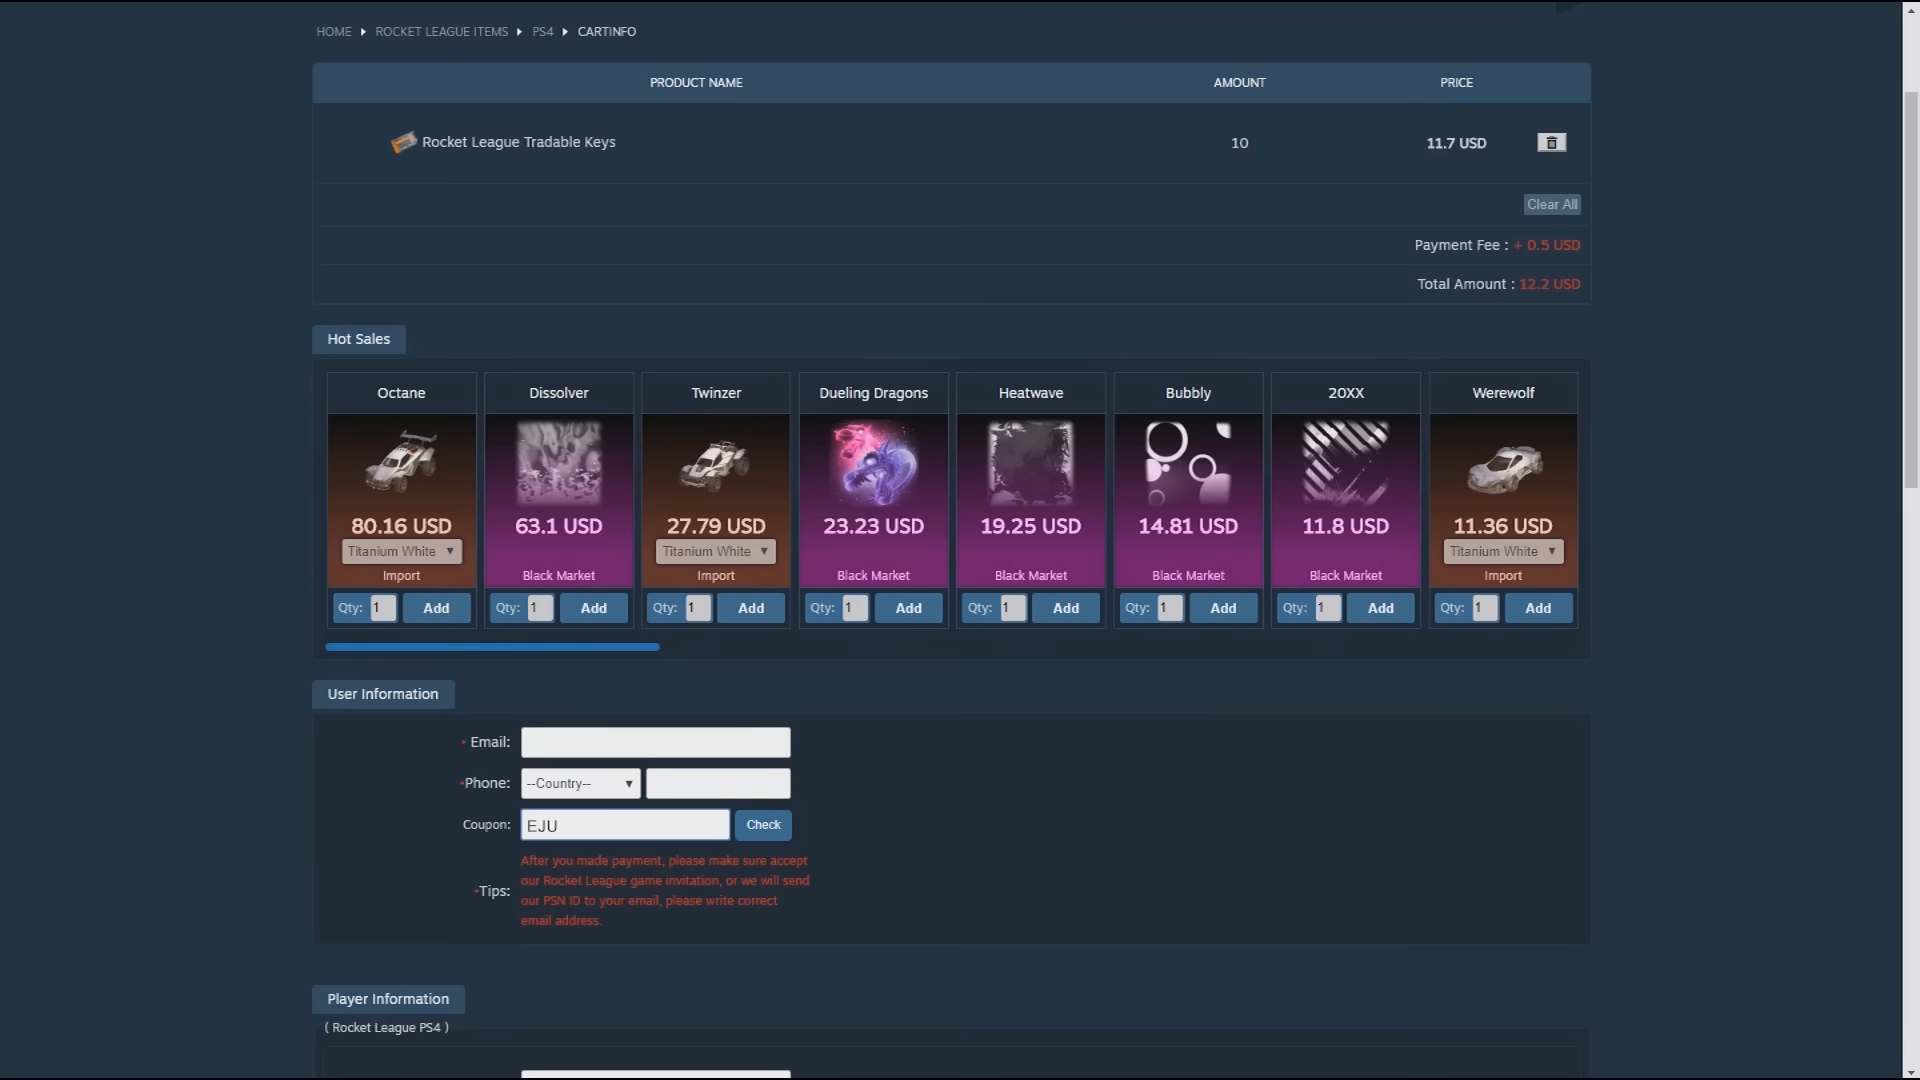 HOME ROCKET LEAGUE ITEMS PS4 CARTINFO
PRODUCT NAME AMOUNT PRICE
Rocket League Tradable Keys 10 11.7 USD
Clear All
Payment Fee : + 0.5 USD
Total Amount : 12.2 USD
Hot Sales
Octane Dissolver Twinzer Dueling Dragons Heatwave Bubbly 20XX Werewolf
80.16 USD 63.1 USD 27.79 USD 23.23 USD 19.25 USD 14.81 USD 11.8 USD 11.36 USD
Titanium White Titanium White Titanium White
Import Black Market Import Black Market Black Market Black Market Black Market Import
Qty: 1 Add Qty: 1 Add Qty: 1 Add Qty: 1 Add Qty: 1 Add Qty: 1 Add Qty: 1 Add Qty: 1 Add
User Information
* Email:
*Phone: --Country--
Coupon: EJU Check
*Tips: After you made payment, please make sure accept
our Rocket League game invitation, or we will send
our PSN ID to your email, please write correct
email address.
Player Information
( Rocket League PS4 )